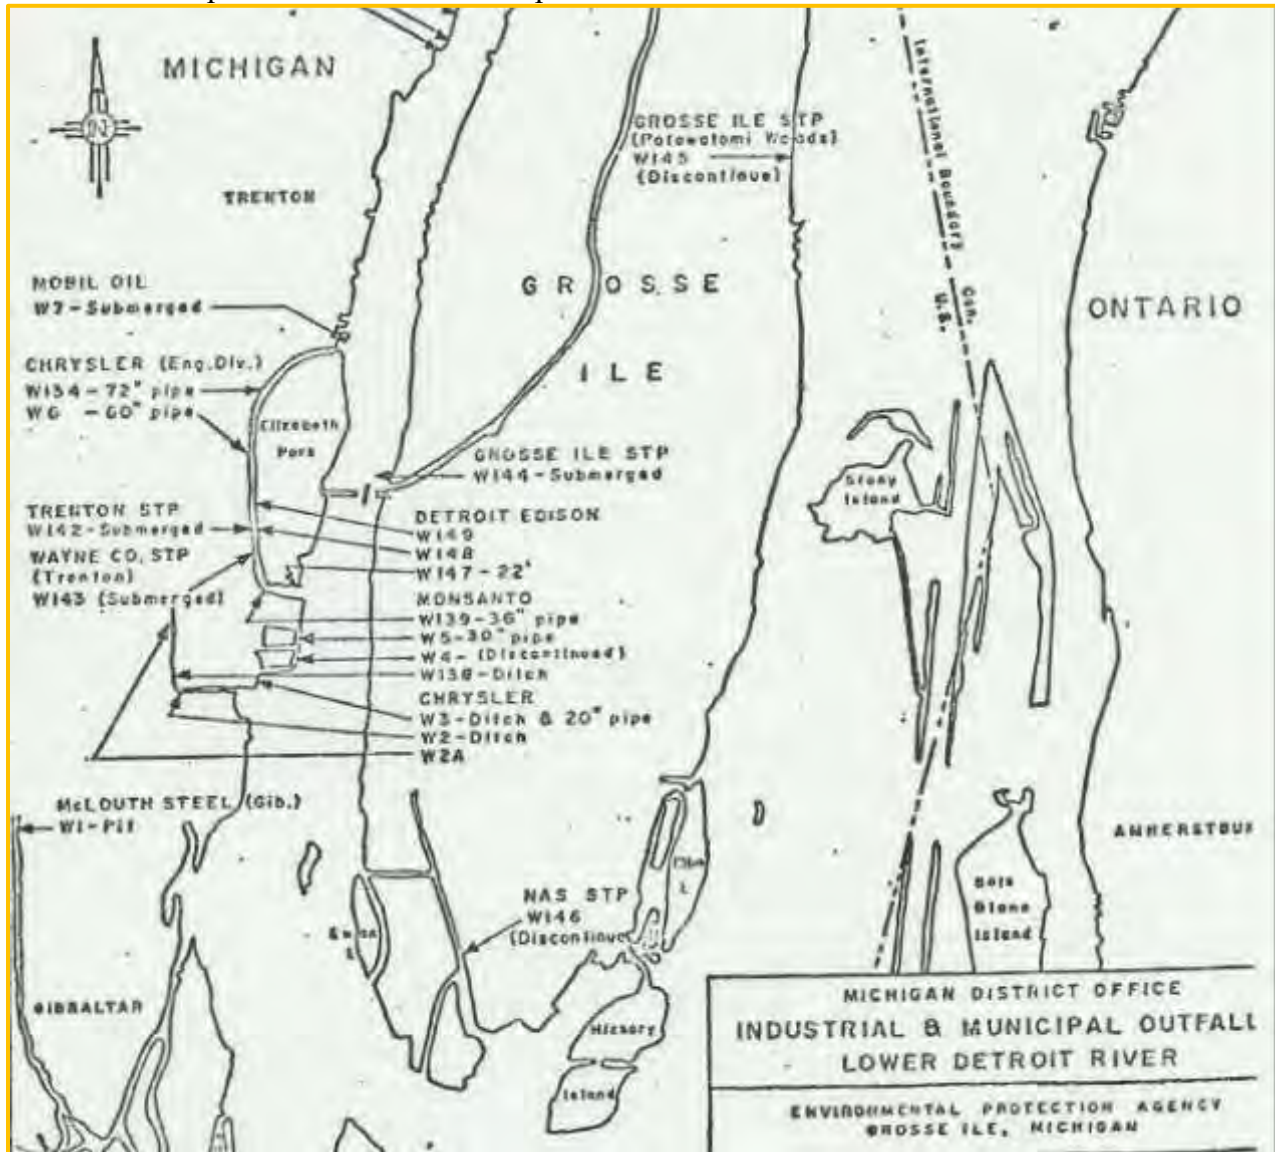 MICHIGAN
N
TRENTON
International Boundary
U.S.
Can.
GROSSE ILE STP
(Potowatomi Woods)
W145
(Discontinue)
GROSSE
ILE
ONTARIO
MOBIL OIL
W7-Submerged
CHRYSLER (Eng. Div.)
W134-72" pipe
W6 -60" pipe
Elizabeth
Park
GROSSE ILE STP
W144-Submerged
Stony
Island
TRENTON STP
W142-Submerged
WAYNE CO. STP
(Trenton)
W143 (Submerged)
DETROIT EDISON
W149
W148
W147-22'
MONSANTO
W139-36" pipe
W5-30" pipe
W4- (Discontinued)
W138-Ditch
CHRYSLER
W3-Ditch & 20" pipe
W2-Ditch
W2A
McLOUTH STEEL (Gib.)
W1-Pit
AMHERSTBUR
NAS STP
W146
(Discontinue
I.
Bois
Blanc
Island
GIBRALTAR
Hickory
Island
MICHIGAN DISTRICT OFFICE
INDUSTRIAL & MUNICIPAL OUTFALL
LOWER DETROIT RIVER
ENVIRONMENTAL PROTECTION AGENCY
GROSSE ILE, MICHIGAN